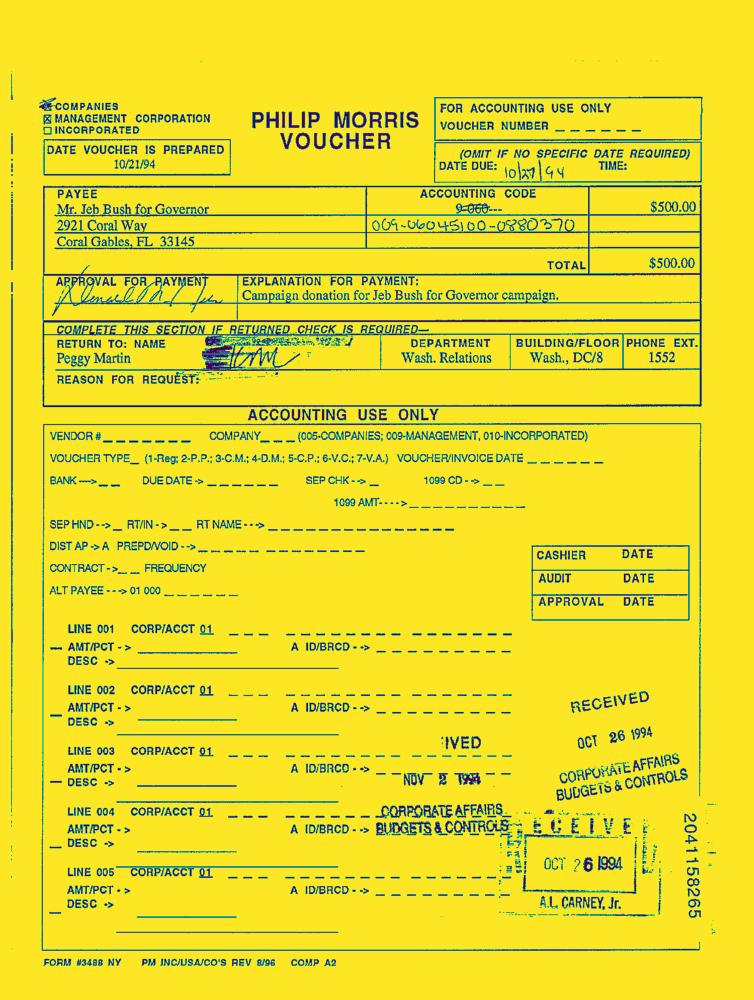 COMPANIES
MANAGEMENT CORPORATION
INCORPORATED
PHILIP MORRIS
VOUCHER
FOR ACCOUNTING USE ONLY
VOUCHER NUMBER _ _ _ _ _ _
DATE VOUCHER IS PREPARED
10/21/94
(OMIT IF NO SPECIFIC DATE REQUIRED)
DATE DUE: 10/27/94 TIME:
PAYEE ACCOUNTING CODE
Mr. Jeb Bush for Governor 9-060--- $500.00
2921 Coral Way 009-06045100-0880370
Coral Gables, FL 33145
TOTAL $500.00
APPROVAL FOR PAYMENT EXPLANATION FOR PAYMENT:
Campaign donation for Jeb Bush for Governor campaign.
COMPLETE THIS SECTION IF RETURNED CHECK IS REQUIRED—
RETURN TO: NAME DEPARTMENT BUILDING/FLOOR PHONE EXT.
Peggy Martin Wash. Relations Wash., DC/8 1552
REASON FOR REQUEST:
ACCOUNTING USE ONLY
VENDOR # _ _ _ _ _ _ _ COMPANY _ _ _ (005-COMPANIES; 009-MANAGEMENT, 010-INCORPORATED)
VOUCHER TYPE _ (1-Reg; 2-P.P.; 3-C.M.; 4-D.M.; 5-C.P.; 6-V.C.; 7-V.A.) VOUCHER/INVOICE DATE _ _ _ _ _ _
BANK ---> _ _ DUE DATE -> _ _ _ _ _ _ SEP CHK --> _ 1099 CD --> _ _
1099 AMT----> _ _ _ _ _ _ _ _ _
SEP HND --> _ RT/IN -> _ _ RT NAME ---> _ _ _ _ _ _ _ _ _ _ _ _ _ _ _
DIST AP -> A PREPD/VOID --> _ _ _ _ _ _ _ _ _ _ _ _ _
CONTRACT -> _ _ FREQUENCY
ALT PAYEE ---> 01 000 _ _ _ _ _ _
CASHIER DATE
AUDIT DATE
APPROVAL DATE
LINE 001 CORP/ACCT 01 _ _ _ _ _ _ _ _ _ _ _ _ _ _
AMT/PCT -> A ID/BRCD --> _ _ _ _ _ _ _ _
DESC ->
LINE 002 CORP/ACCT 01 _ _ _ _ _ _ _ _ _ _ _ _ _ _
AMT/PCT -> A ID/BRCD --> _ _ _ _ _ _ _ _
DESC ->
RECEIVED
OCT 26 1994
CORPORATE AFFAIRS
BUDGETS & CONTROLS
IVED
LINE 003 CORP/ACCT 01 _ _ _ _ _ _ _ _ _ _ _ _ _ _
AMT/PCT -> A ID/BRCD --> _ _ _ _ _ _ _ _
DESC ->
NOV 2 1994
CORPORATE AFFAIRS
BUDGETS & CONTROLS
LINE 004 CORP/ACCT 01 _ _ _
AMT/PCT -> A ID/BRCD -->
DESC ->
ECEIVE
OCT 26 1994
A.L. CARNEY, Jr.
LINE 005 CORP/ACCT 01 _ _ _ _ _ _ _ _ _ _ _ _ _ _
AMT/PCT -> A ID/BRCD --> _ _ _ _ _ _ _ _
DESC ->
2041158265
FORM #3488 NY PM INC/USA/CO'S REV 8/96 COMP A2